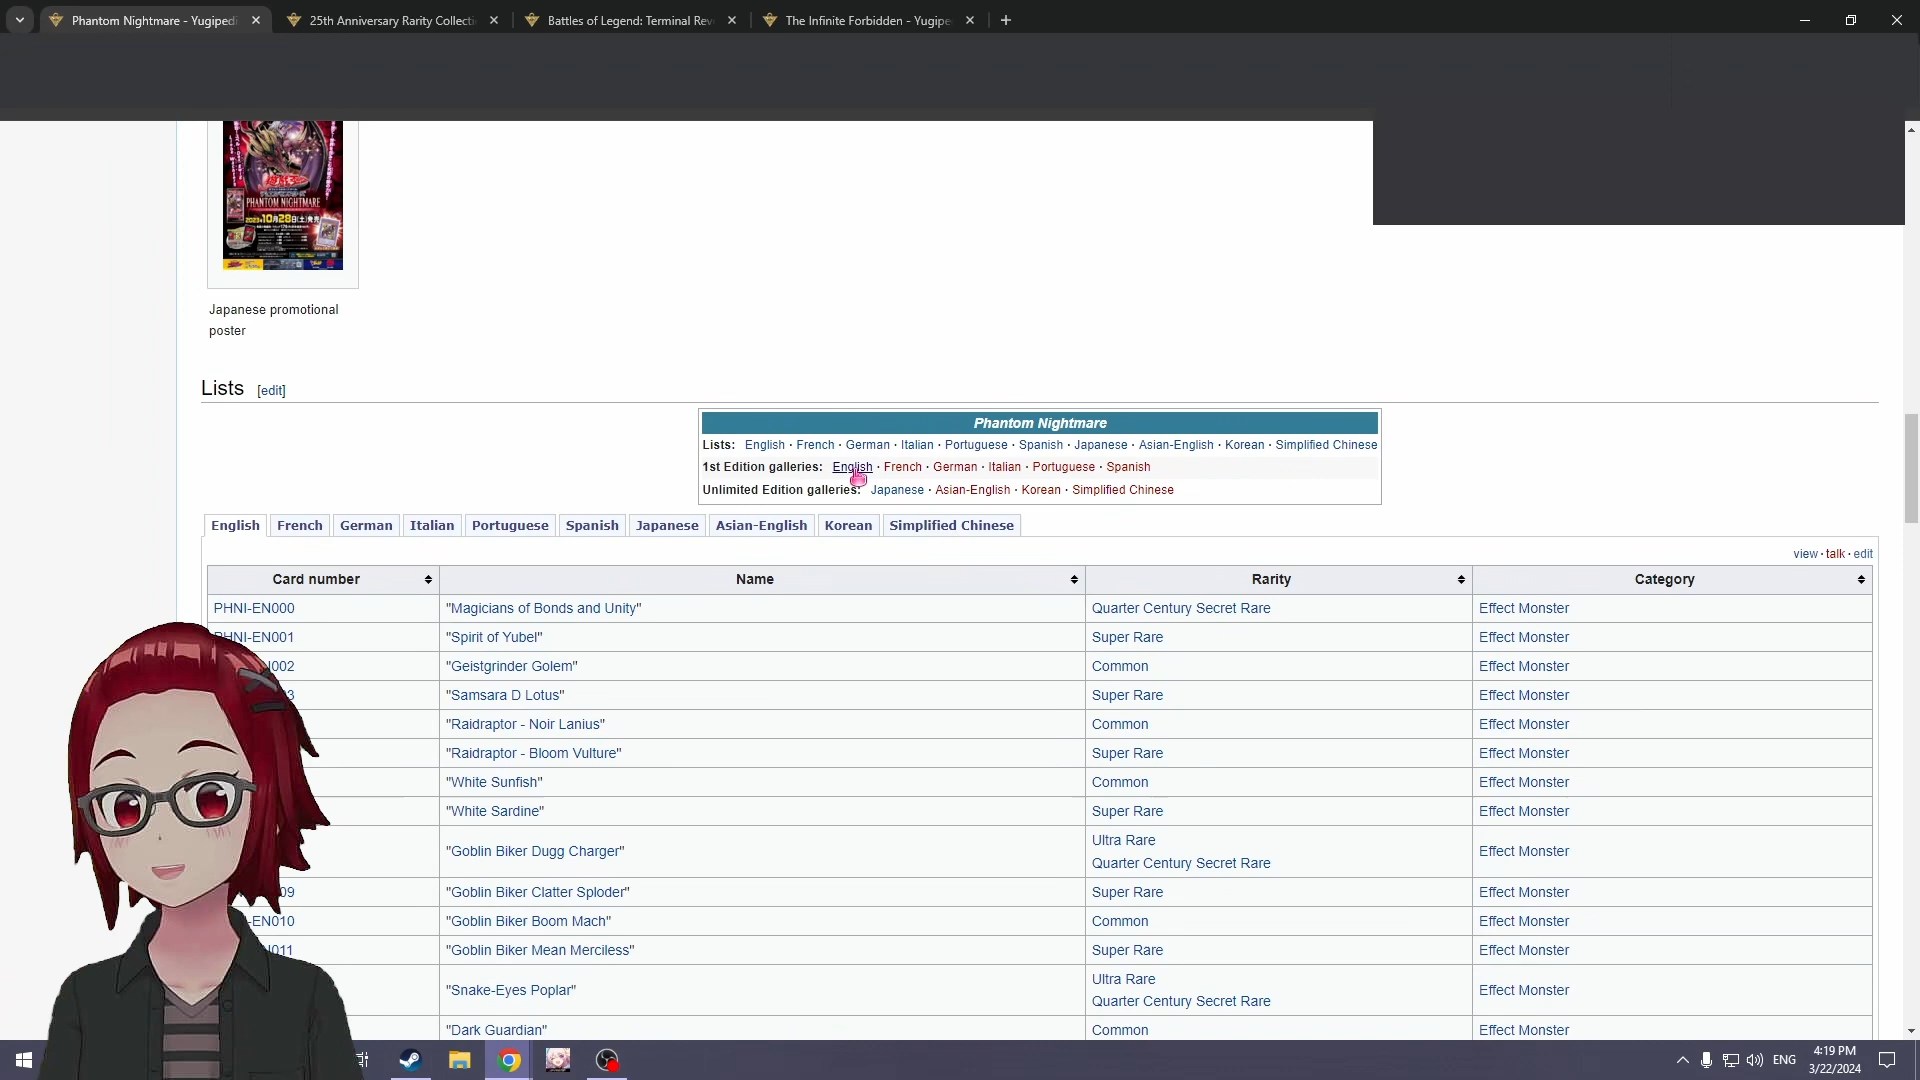 Phantom Nightmare - Yugipedi
25th Anniversary Rarity Collecti
Battles of Legend: Terminal Rev
The Infinite Forbidden - Yugipe
PHANTOM NIGHTMARE
Japanese promotional
poster
Lists [edit]
Phantom Nightmare
Lists: English · French · German · Italian · Portuguese · Spanish · Japanese · Asian-English · Korean · Simplified Chinese
1st Edition galleries: English · French · German · Italian · Portuguese · Spanish
Unlimited Edition galleries: Japanese · Asian-English · Korean · Simplified Chinese
English French German Italian Portuguese Spanish Japanese Asian-English Korean Simplified Chinese
view · talk · edit
Card number Name Rarity Category
PHNI-EN000 "Magicians of Bonds and Unity" Quarter Century Secret Rare Effect Monster
PHNI-EN001 "Spirit of Yubel" Super Rare Effect Monster
N002 "Geistgrinder Golem" Common Effect Monster
3 "Samsara D Lotus" Super Rare Effect Monster
"Raidraptor - Noir Lanius" Common Effect Monster
"Raidraptor - Bloom Vulture" Super Rare Effect Monster
"White Sunfish" Common Effect Monster
"White Sardine" Super Rare Effect Monster
"Goblin Biker Dugg Charger" Ultra Rare Effect Monster
Quarter Century Secret Rare
09 "Goblin Biker Clatter Sploder" Super Rare Effect Monster
-EN010 "Goblin Biker Boom Mach" Common Effect Monster
N011 "Goblin Biker Mean Merciless" Super Rare Effect Monster
"Snake-Eyes Poplar" Ultra Rare Effect Monster
Quarter Century Secret Rare
"Dark Guardian" Common Effect Monster
ENG
4:19 PM
3/22/2024